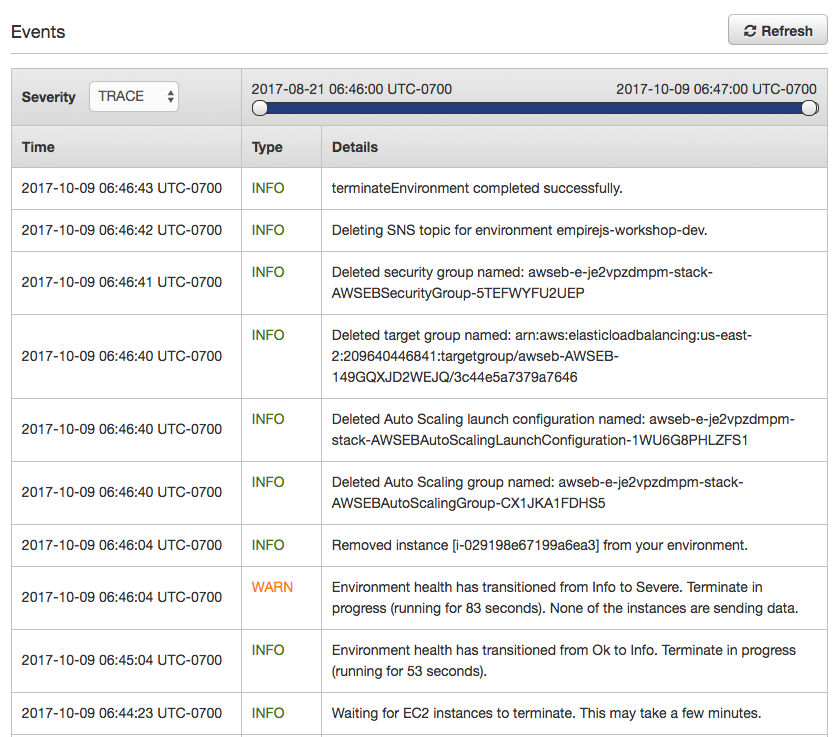 Events
Refresh
Severity
TRACE
2017-08-21 06:46:00 UTC-0700
2017-10-09 06:47:00 UTC-0700
Time Type Details
2017-10-09 06:46:43 UTC-0700 INFO terminateEnvironment completed successfully.
2017-10-09 06:46:42 UTC-0700 INFO Deleting SNS topic for environment empirejs-workshop-dev.
2017-10-09 06:46:41 UTC-0700 INFO Deleted security group named: awseb-e-je2vpzdmpm-stack-
AWSEBSecurityGroup-5TEFWYFU2UEP
2017-10-09 06:46:40 UTC-0700 INFO Deleted target group named: arn:aws:elasticloadbalancing:us-east-
2:209640446841:targetgroup/awseb-AWSEB-
149GQXJD2WEJQ/3c44e5a7379a7646
2017-10-09 06:46:40 UTC-0700 INFO Deleted Auto Scaling launch configuration named: awseb-e-je2vpzdmpm-
stack-AWSEBAutoScalingLaunchConfiguration-1WU6G8PHLZFS1
2017-10-09 06:46:40 UTC-0700 INFO Deleted Auto Scaling group named: awseb-e-je2vpzdmpm-stack-
AWSEBAutoScalingGroup-CX1JKA1FDHS5
2017-10-09 06:46:04 UTC-0700 INFO Removed instance [i-029198e67199a6ea3] from your environment.
2017-10-09 06:46:04 UTC-0700 WARN Environment health has transitioned from Info to Severe. Terminate in
progress (running for 83 seconds). None of the instances are sending data.
2017-10-09 06:45:04 UTC-0700 INFO Environment health has transitioned from Ok to Info. Terminate in progress
(running for 53 seconds).
2017-10-09 06:44:23 UTC-0700 INFO Waiting for EC2 instances to terminate. This may take a few minutes.